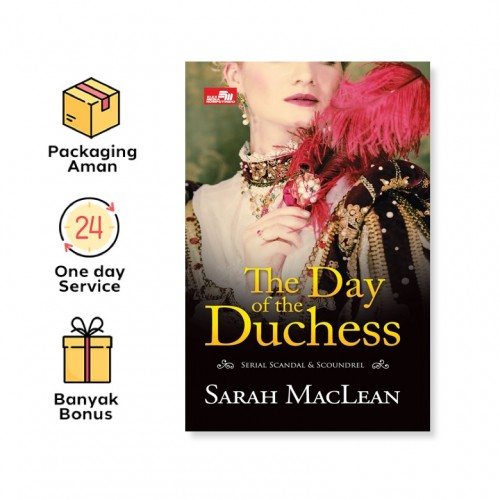 Packaging
Aman
24
One day
Service
Banyak
Bonus
The Day
of the
Duchess
SERIAL SCANDAL & SCOUNDREL
SARAH MACLEAN